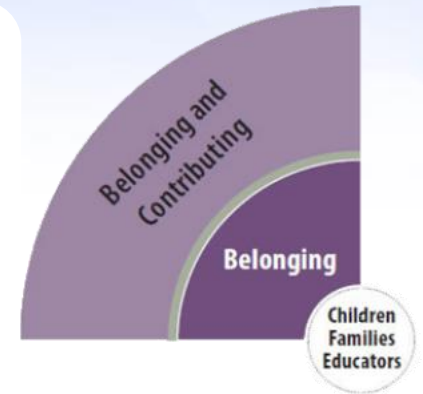 Belonging and
Contributing
Belonging
Children
Families
Educators